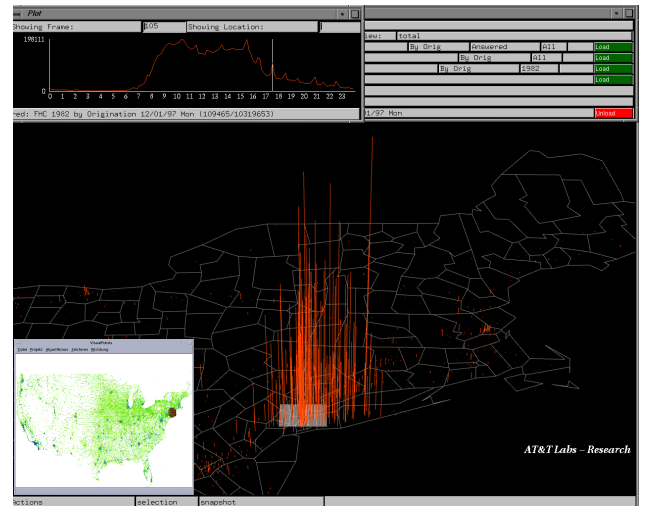 Plot
Showing Frame: 105 Showing Location:
198111
0
0 1 2 3 4 5 6 7 8 9 10 11 12 13 14 15 16 17 18 19 20 21 22 23
red: FHC 1982 by Origination 12/01/97 Mon (109465/10319653)
iew: total
By Orig Answered All Load
By Orig All Load
By Orig 1982 Load
Load
01/97 Mon Unload
AT&T Labs – Research
Actions selection snapshot